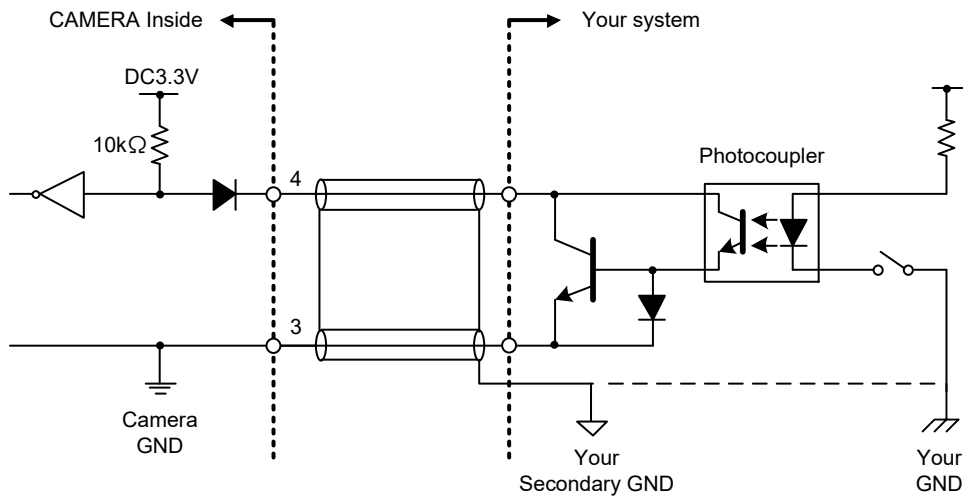 CAMERA Inside
Your system
DC3.3V
10kΩ
Photocoupler
4
3
Camera
GND
Your
Secondary GND
Your
GND